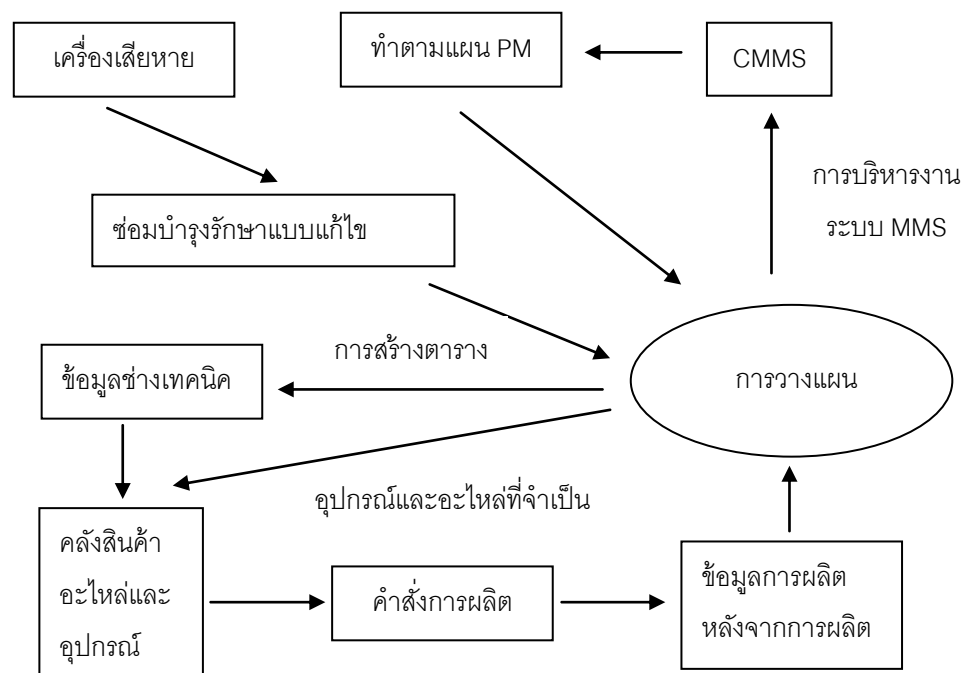 เครื่องเสียหาย
ทำตามแผน PM
CMMS
การบริหารงาน
ระบบ MMS
ซ่อมบำรุงรักษาแบบแก้ไข
การสร้างตาราง
ข้อมูลช่างเทคนิค
การวางแผน
อุปกรณ์และอะไหล่ที่จำเป็น
คลังสินค้า
อะไหล่และ
อุปกรณ์
คำสั่งการผลิต
ข้อมูลการผลิต
หลังจากการผลิต